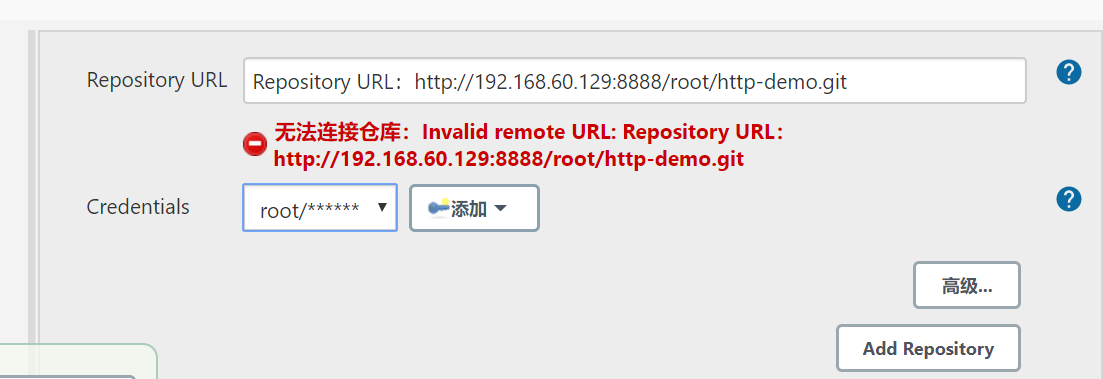 Repository URL
Repository URL：http://192.168.60.129:8888/root/http-demo.git
?
无法连接仓库：Invalid remote URL: Repository URL：
http://192.168.60.129:8888/root/http-demo.git
Credentials
root/******
添加
?
高级...
Add Repository